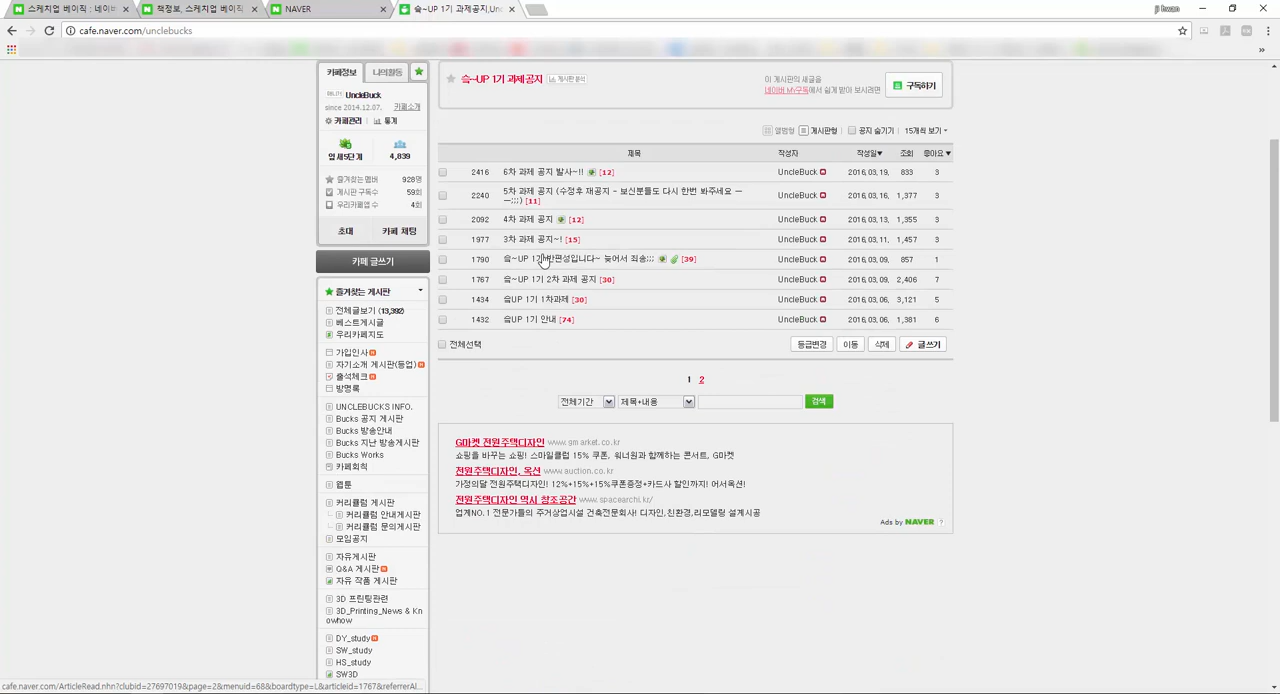 스케치업 베이직 : 네이버
책정보, 스케치업 베이직
NAVER
슥~UP 1기 과제공지,Unc
ji hwan
cafe.naver.com/unclebucks
카페정보
나의활동
UncleBuck
since 2014.12.07.
카페소개
카페관리
통계
잎새5단계
4,839
즐겨찾는 멤버
928명
게시판 구독수
59회
우리카페앱 수
4회
초대
카페 채팅
카페 글쓰기
즐겨찾는 게시판
전체글보기 (13,392)
베스트게시글
우리카페지도
가입인사
자기소개 게시판(등업)
출석체크
방명록
UNCLEBUCKS INFO.
Bucks 공지 게시판
Bucks 방송안내
Bucks 지난 방송게시판
Bucks Works
카페회칙
웹툰
커리큘럼 게시판
커리큘럼 안내게시판
커리큘럼 문의게시판
모임공지
자유게시판
Q&A 게시판
자유 작품 게시판
3D 프린팅관련
3D_Printing_News & Kn
owhow
DY_study
SW_study
HS_study
SW3D
슥~UP 1기 과제공지
게시판 분석
이 게시판의 새글을
네이버 My구독에서 쉽게 받아 보시려면
구독하기
앨범형
게시판형
공지 숨기기
15개씩 보기
제목 작성자 작성일▼ 조회 좋아요▼
2416 6차 과제 공지 발사~!! [12] UncleBuck 2016.03.19. 833 3
2240 5차 과제 공지 (수정후 재공지 - 보신분들도 다시 한번 봐주세요 ㅡ
ㅡ;;;) [11] UncleBuck 2016.03.16. 1,377 3
2092 4차 과제 공지 [12] UncleBuck 2016.03.13. 1,355 3
1977 3차 과제 공지~! [15] UncleBuck 2016.03.11. 1,457 3
1790 슥~UP 1기 반편성입니다~ 늦어서 죄송;;; [39] UncleBuck 2016.03.09. 857 1
1767 슥~UP 1기 2차 과제 공지 [30] UncleBuck 2016.03.07. 2,406 7
1434 슥UP 1기 1차과제 [30] UncleBuck 2016.03.06. 3,121 5
1432 슥UP 1기 안내 [74] UncleBuck 2016.03.06. 1,381 6
전체선택
등급변경
이동
삭제
글쓰기
1 2
전체기간
제목+내용
검색
G마켓 전원주택디자인 www.gmarket.co.kr
쇼핑을 바꾸는 쇼핑! 스마일클럽 15% 쿠폰, 워너원과 함께하는 콘서트, G마켓
전원주택디자인, 옥션 www.auction.co.kr
가정의달 전원주택디자인! 12%+15%+15%쿠폰증정+카드사 할인까지! 어서옥션!
전원주택디자인 역시 참조공간 www.spacearchi.kr/
업계NO.1 전문가들의 주거상업시설 건축전문회사! 디자인,친환경,리모델링 설계시공
Ads by NAVER
cafe.naver.com/ArticleRead.nhn?clubid=27697019&page=2&menuid=68&boardtype=L&articleid=1767&referrerAl...